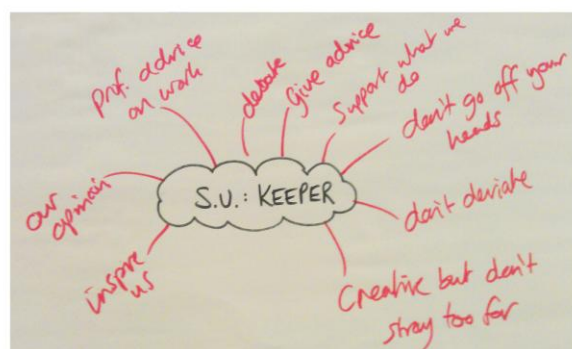 prof. advice
on work
debate
Give advice
Support what we
do
don't go off your
heads
don't deviate
Creative but don't
stray too far
S.U.: KEEPER
our
opinion
inspire
us